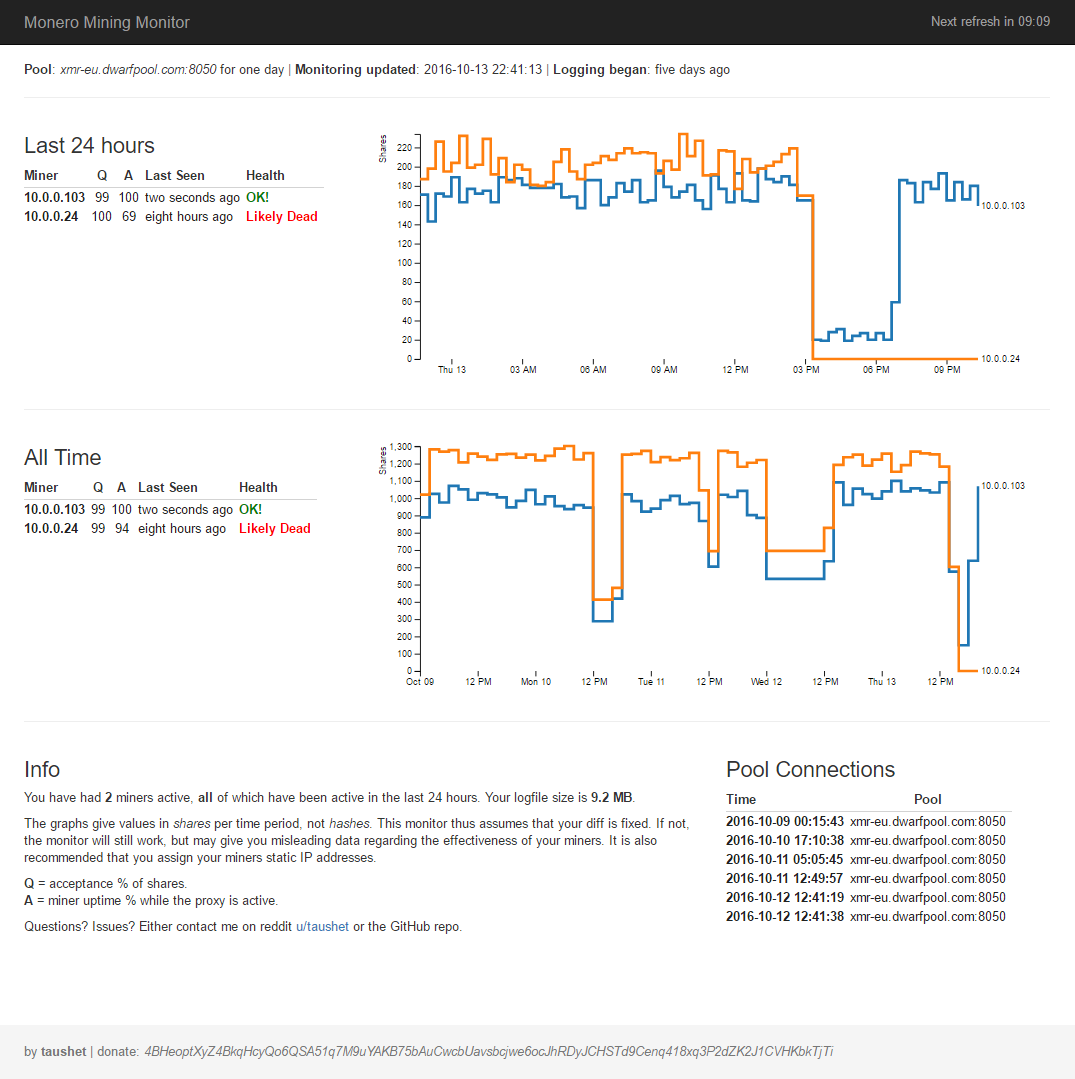 Monero Mining Monitor
Next refresh in 09:09
Pool: xmr-eu.dwarfpool.com:8050 for one day | Monitoring updated: 2016-10-13 22:41:13 | Logging began: five days ago
Last 24 hours
Miner Q A Last Seen Health
10.0.0.103 99 100 two seconds ago OK!
10.0.0.24 100 69 eight hours ago Likely Dead
Shares
220
200
180
160
140
120
100
80
60
40
20
0
Thu 13 03 AM 06 AM 09 AM 12 PM 03 PM 06 PM 09 PM
10.0.0.103
10.0.0.24
All Time
Miner Q A Last Seen Health
10.0.0.103 99 100 two seconds ago OK!
10.0.0.24 99 94 eight hours ago Likely Dead
Shares
1,300
1,200
1,100
1,000
900
800
700
600
500
400
300
200
100
0
Oct 09 12 PM Mon 10 12 PM Tue 11 12 PM Wed 12 12 PM Thu 13 12 PM
10.0.0.103
10.0.0.24
Info
You have had 2 miners active, all of which have been active in the last 24 hours. Your logfile size is 9.2 MB.
The graphs give values in shares per time period, not hashes. This monitor thus assumes that your diff is fixed. If not,
the monitor will still work, but may give you misleading data regarding the effectiveness of your miners. It is also
recommended that you assign your miners static IP addresses.
Q = acceptance % of shares.
A = miner uptime % while the proxy is active.
Questions? Issues? Either contact me on reddit u/taushet or the GitHub repo.
Pool Connections
Time Pool
2016-10-09 00:15:43 xmr-eu.dwarfpool.com:8050
2016-10-10 17:10:38 xmr-eu.dwarfpool.com:8050
2016-10-11 05:05:45 xmr-eu.dwarfpool.com:8050
2016-10-11 12:49:57 xmr-eu.dwarfpool.com:8050
2016-10-12 12:41:19 xmr-eu.dwarfpool.com:8050
2016-10-12 12:41:38 xmr-eu.dwarfpool.com:8050
by taushet | donate: 4BHeoptXyZ4BkqHcyQo6QSA51q7M9uYAKB75bAuCwcbUavsbcjwe6ocJhRDyJCHSTd9Cenq418xq3P2dZK2J1CVHKbkTjTi